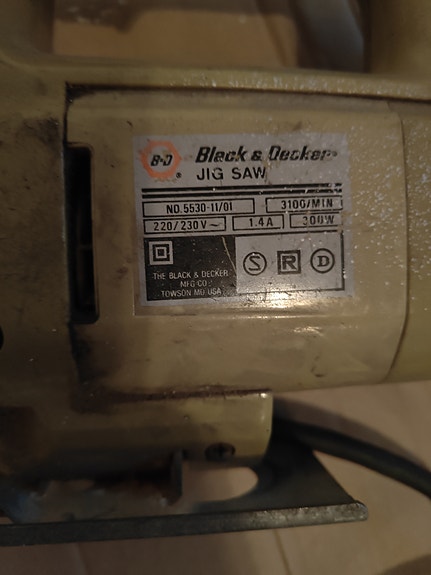 B&D ® Black & Decker®
JIG SAW
NO 5530-11/01 3100/MIN
220/230V ~ 1.4A 300W
THE BLACK & DECKER
MFG CO.
TOWSON MD. USA
S R D